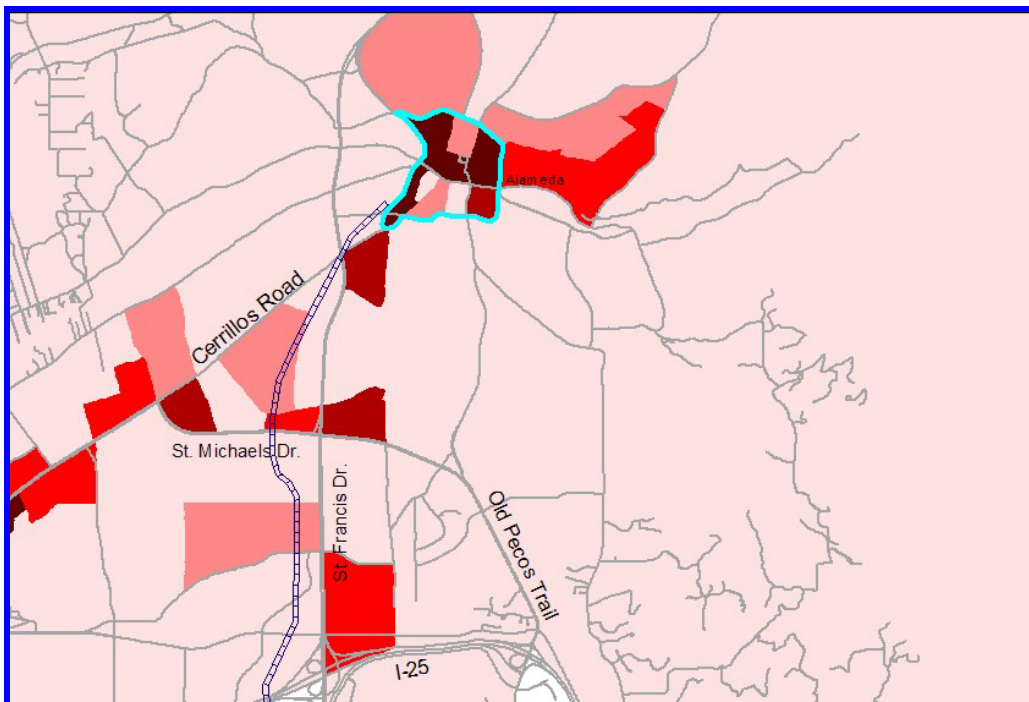 Alameda
Cerrillos Road
St. Michaels Dr.
St. Francis Dr.
Old Pecos Trail
I-25